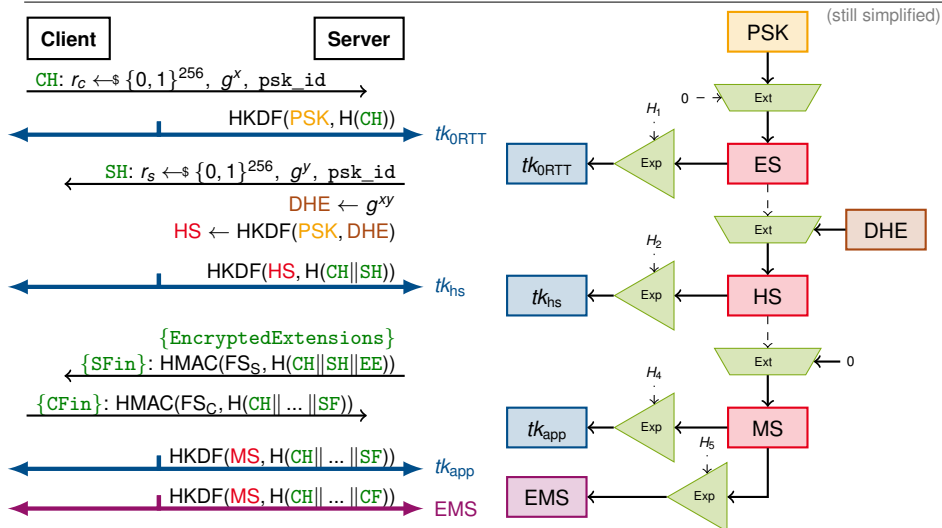 (still simplified)
Client
Server
CH: r_c ←$ {0, 1}^256, g^x, psk_id
HKDF(PSK, H(CH))
tk_0RTT
SH: r_s ←$ {0, 1}^256, g^y, psk_id
DHE ← g^xy
HS ← HKDF(PSK, DHE)
HKDF(HS, H(CH||SH))
tk_hs
{EncryptedExtensions}
{SFin}: HMAC(FS_S, H(CH||SH||EE))
{CFin}: HMAC(FS_C, H(CH|| ... ||SF))
HKDF(MS, H(CH|| ... ||SF))
tk_app
HKDF(MS, H(CH|| ... ||CF))
EMS
PSK
0
Ext
H_1
tk_0RTT
Exp
ES
Ext
DHE
H_2
tk_hs
Exp
HS
Ext
0
H_4
tk_app
Exp
MS
H_5
EMS
Exp